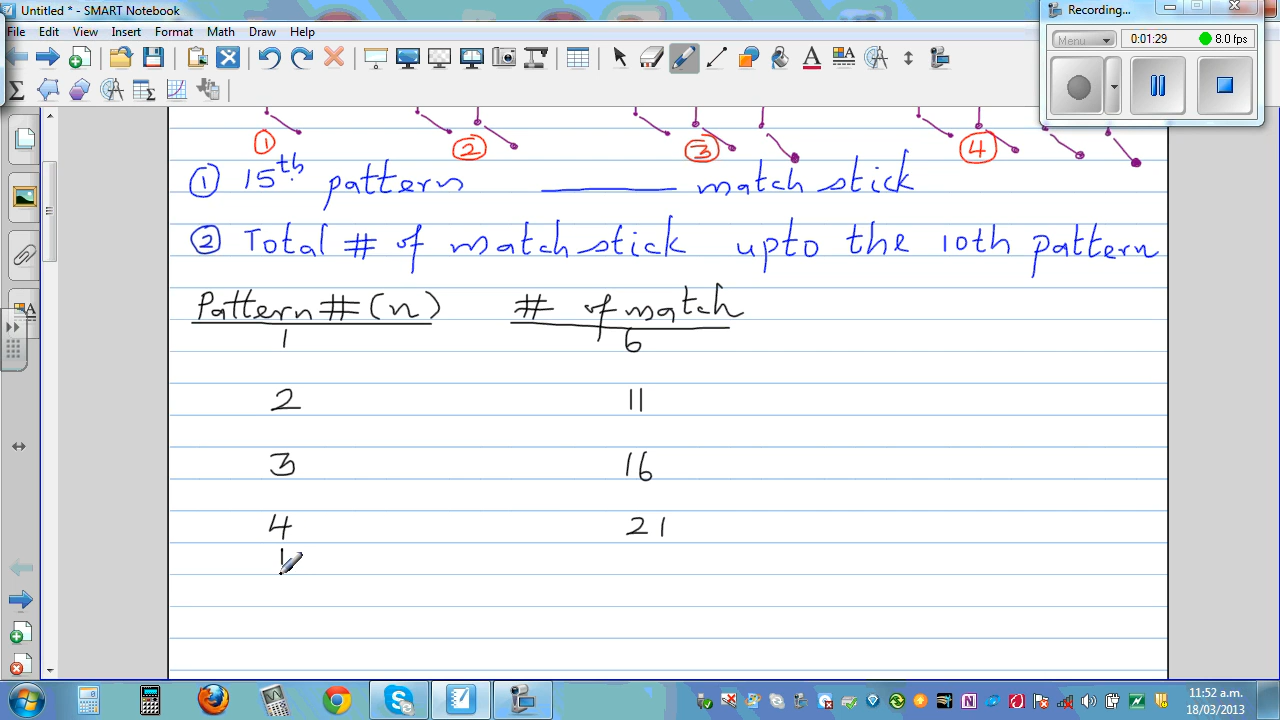 Untitled * - SMART Notebook
Recording...
File Edit View Insert Format Math Draw Help
Menu 0:01:29 8.0 fps
1 2 3 4
1 15th pattern ________ match stick
2 Total # of match stick upto the 10th pattern
Pattern # (n) # of match
1 6
2 11
3 16
4 21
11:52 a.m.
18/03/2013